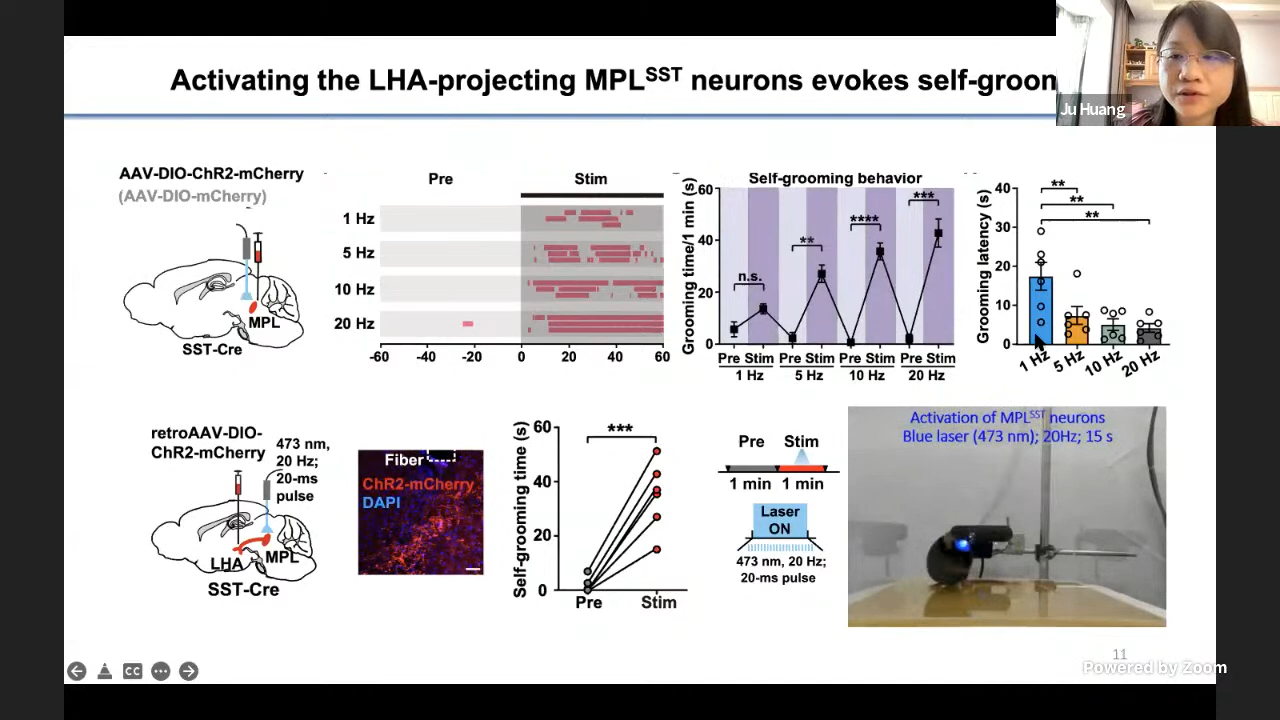 Activating the LHA-projecting MPLSST neurons evokes self-groom
Ju Huang
AAV-DIO-ChR2-mCherry
(AAV-DIO-mCherry)
MPL
SST-Cre
Pre
Stim
1 Hz
5 Hz
10 Hz
20 Hz
-60 -40 -20 0 20 40 60
Self-grooming behavior
Grooming time/1 min (s)
60
40
20
0
n.s.
**
****
***
Pre Stim Pre Stim Pre Stim Pre Stim
1 Hz 5 Hz 10 Hz 20 Hz
Grooming latency (s)
40
30
20
10
0
**
**
**
1 Hz 5 Hz 10 Hz 20 Hz
retroAAV-DIO-
ChR2-mCherry
473 nm,
20 Hz;
20-ms
pulse
LHA
MPL
SST-Cre
Fiber
ChR2-mCherry
DAPI
Self-grooming time (s)
60
40
20
0
***
Pre Stim
Pre Stim
1 min 1 min
Laser
ON
473 nm, 20 Hz;
20-ms pulse
Activation of MPLSST neurons
Blue laser (473 nm); 20Hz; 15 s
11
CC
Powered by Zoom